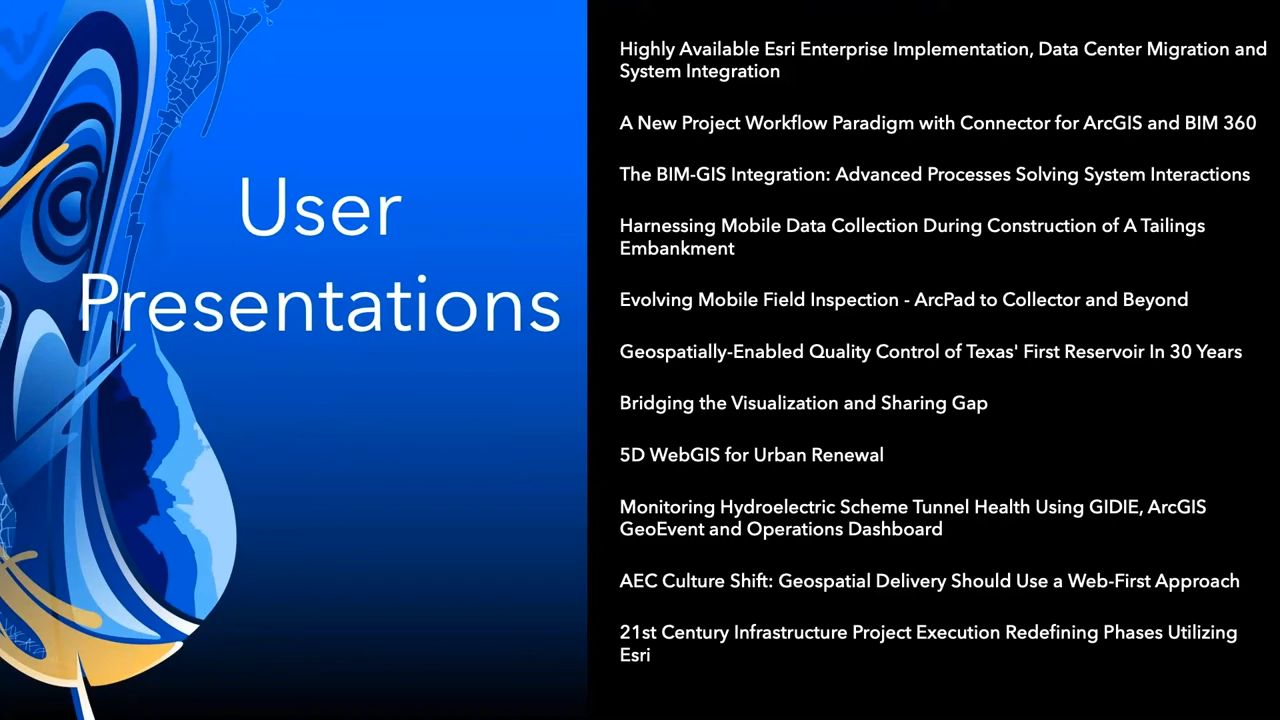 User
Presentations
Highly Available Esri Enterprise Implementation, Data Center Migration and
System Integration
A New Project Workflow Paradigm with Connector for ArcGIS and BIM 360
The BIM-GIS Integration: Advanced Processes Solving System Interactions
Harnessing Mobile Data Collection During Construction of A Tailings
Embankment
Evolving Mobile Field Inspection - ArcPad to Collector and Beyond
Geospatially-Enabled Quality Control of Texas' First Reservoir In 30 Years
Bridging the Visualization and Sharing Gap
5D WebGIS for Urban Renewal
Monitoring Hydroelectric Scheme Tunnel Health Using GIDIE, ArcGIS
GeoEvent and Operations Dashboard
AEC Culture Shift: Geospatial Delivery Should Use a Web-First Approach
21st Century Infrastructure Project Execution Redefining Phases Utilizing
Esri